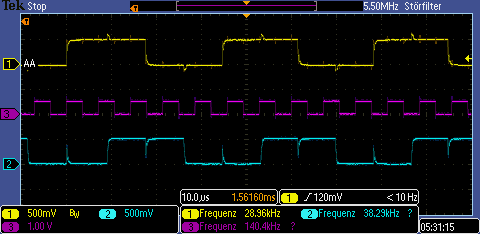 Tek Stop 5.50MHz Störfilter
T
T
1 AA
3
2
10.0µs 1.56160ms 1 120mV < 10 Hz
1 500mV BW 2 500mV 1 Frequenz 28.96kHz 2 Frequenz 38.29kHz ?
3 1.00 V 3 Frequenz 140.4kHz ? 05:31:15